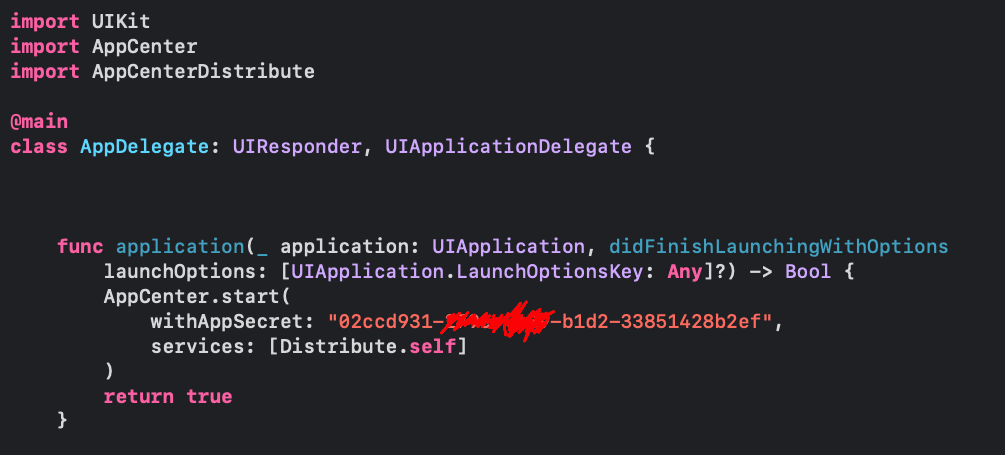 import UIKit
import AppCenter
import AppCenterDistribute
@main
class AppDelegate: UIResponder, UIApplicationDelegate {
func application(_ application: UIApplication, didFinishLaunchingWithOptions
launchOptions: [UIApplication.LaunchOptionsKey: Any]?) -> Bool {
AppCenter.start(
withAppSecret: "02ccd931- -b1d2-33851428b2ef",
services: [Distribute.self]
)
return true
}